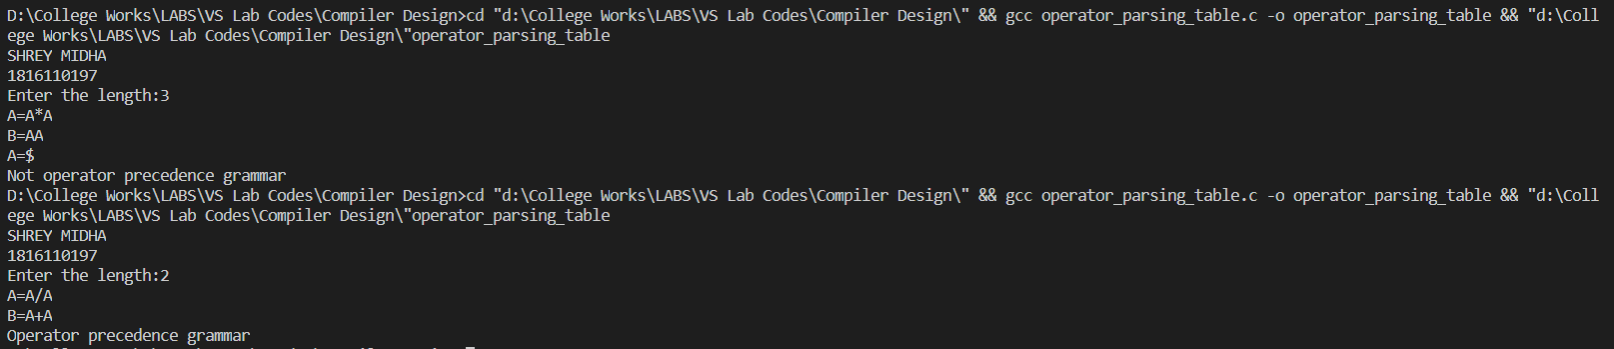 D:\College Works\LABS\VS Lab Codes\Compiler Design>cd "d:\College Works\LABS\VS Lab Codes\Compiler Design\" && gcc operator_parsing_table.c -o operator_parsing_table && "d:\Coll
ege Works\LABS\VS Lab Codes\Compiler Design\"operator_parsing_table
SHREY MIDHA
1816110197
Enter the length:3
A=A*A
B=AA
A=$
Not operator precedence grammar
D:\College Works\LABS\VS Lab Codes\Compiler Design>cd "d:\College Works\LABS\VS Lab Codes\Compiler Design\" && gcc operator_parsing_table.c -o operator_parsing_table && "d:\Coll
ege Works\LABS\VS Lab Codes\Compiler Design\"operator_parsing_table
SHREY MIDHA
1816110197
Enter the length:2
A=A/A
B=A+A
Operator precedence grammar